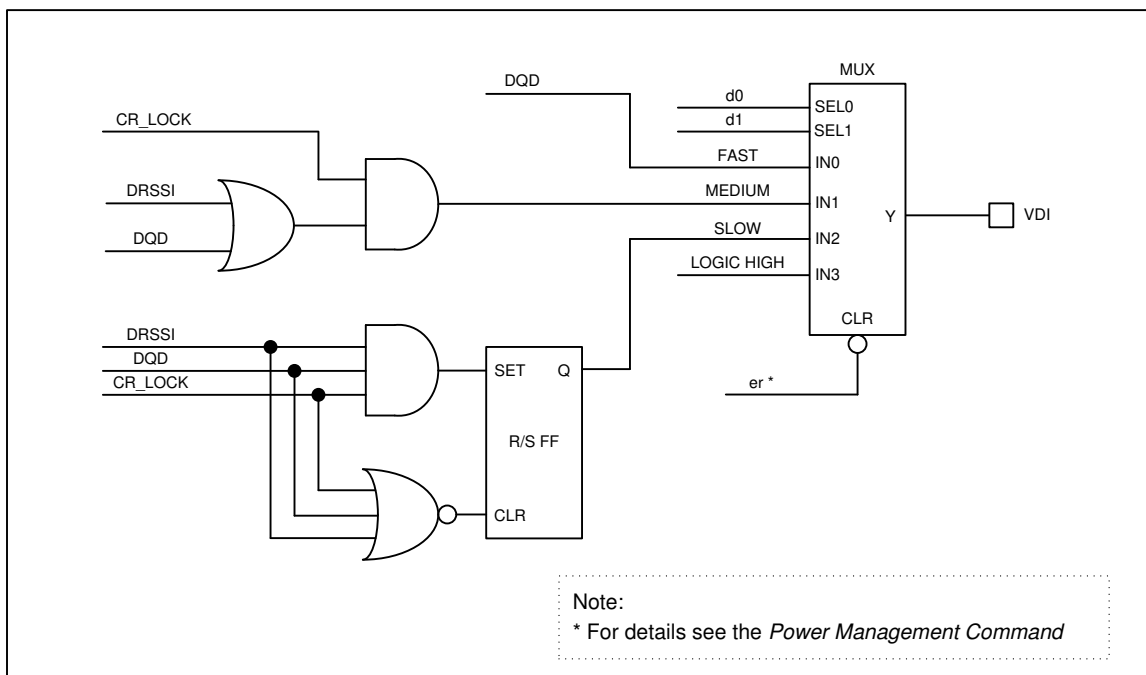 MUX
DQD
d0
SEL0
d1
SEL1
CR_LOCK
FAST
IN0
DRSSI
MEDIUM
IN1
Y
VDI
DQD
SLOW
IN2
LOGIC HIGH
IN3
CLR
DRSSI
DQD
SET
Q
CR_LOCK
er *
R/S FF
CLR
Note:
* For details see the Power Management Command